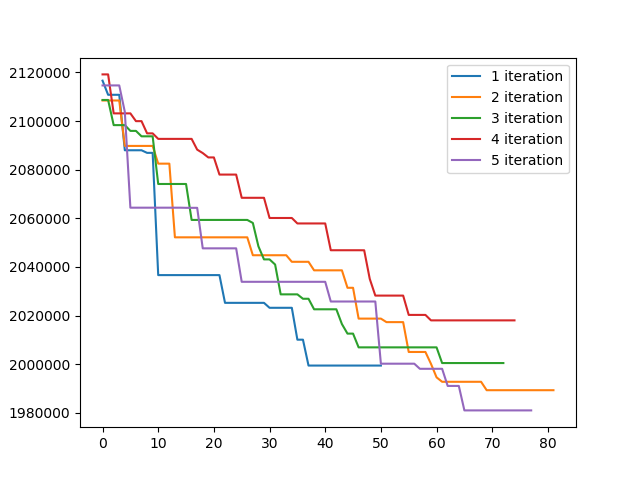 2120000
2100000
2080000
2060000
2040000
2020000
2000000
1980000
0 10 20 30 40 50 60 70 80
1 iteration
2 iteration
3 iteration
4 iteration
5 iteration